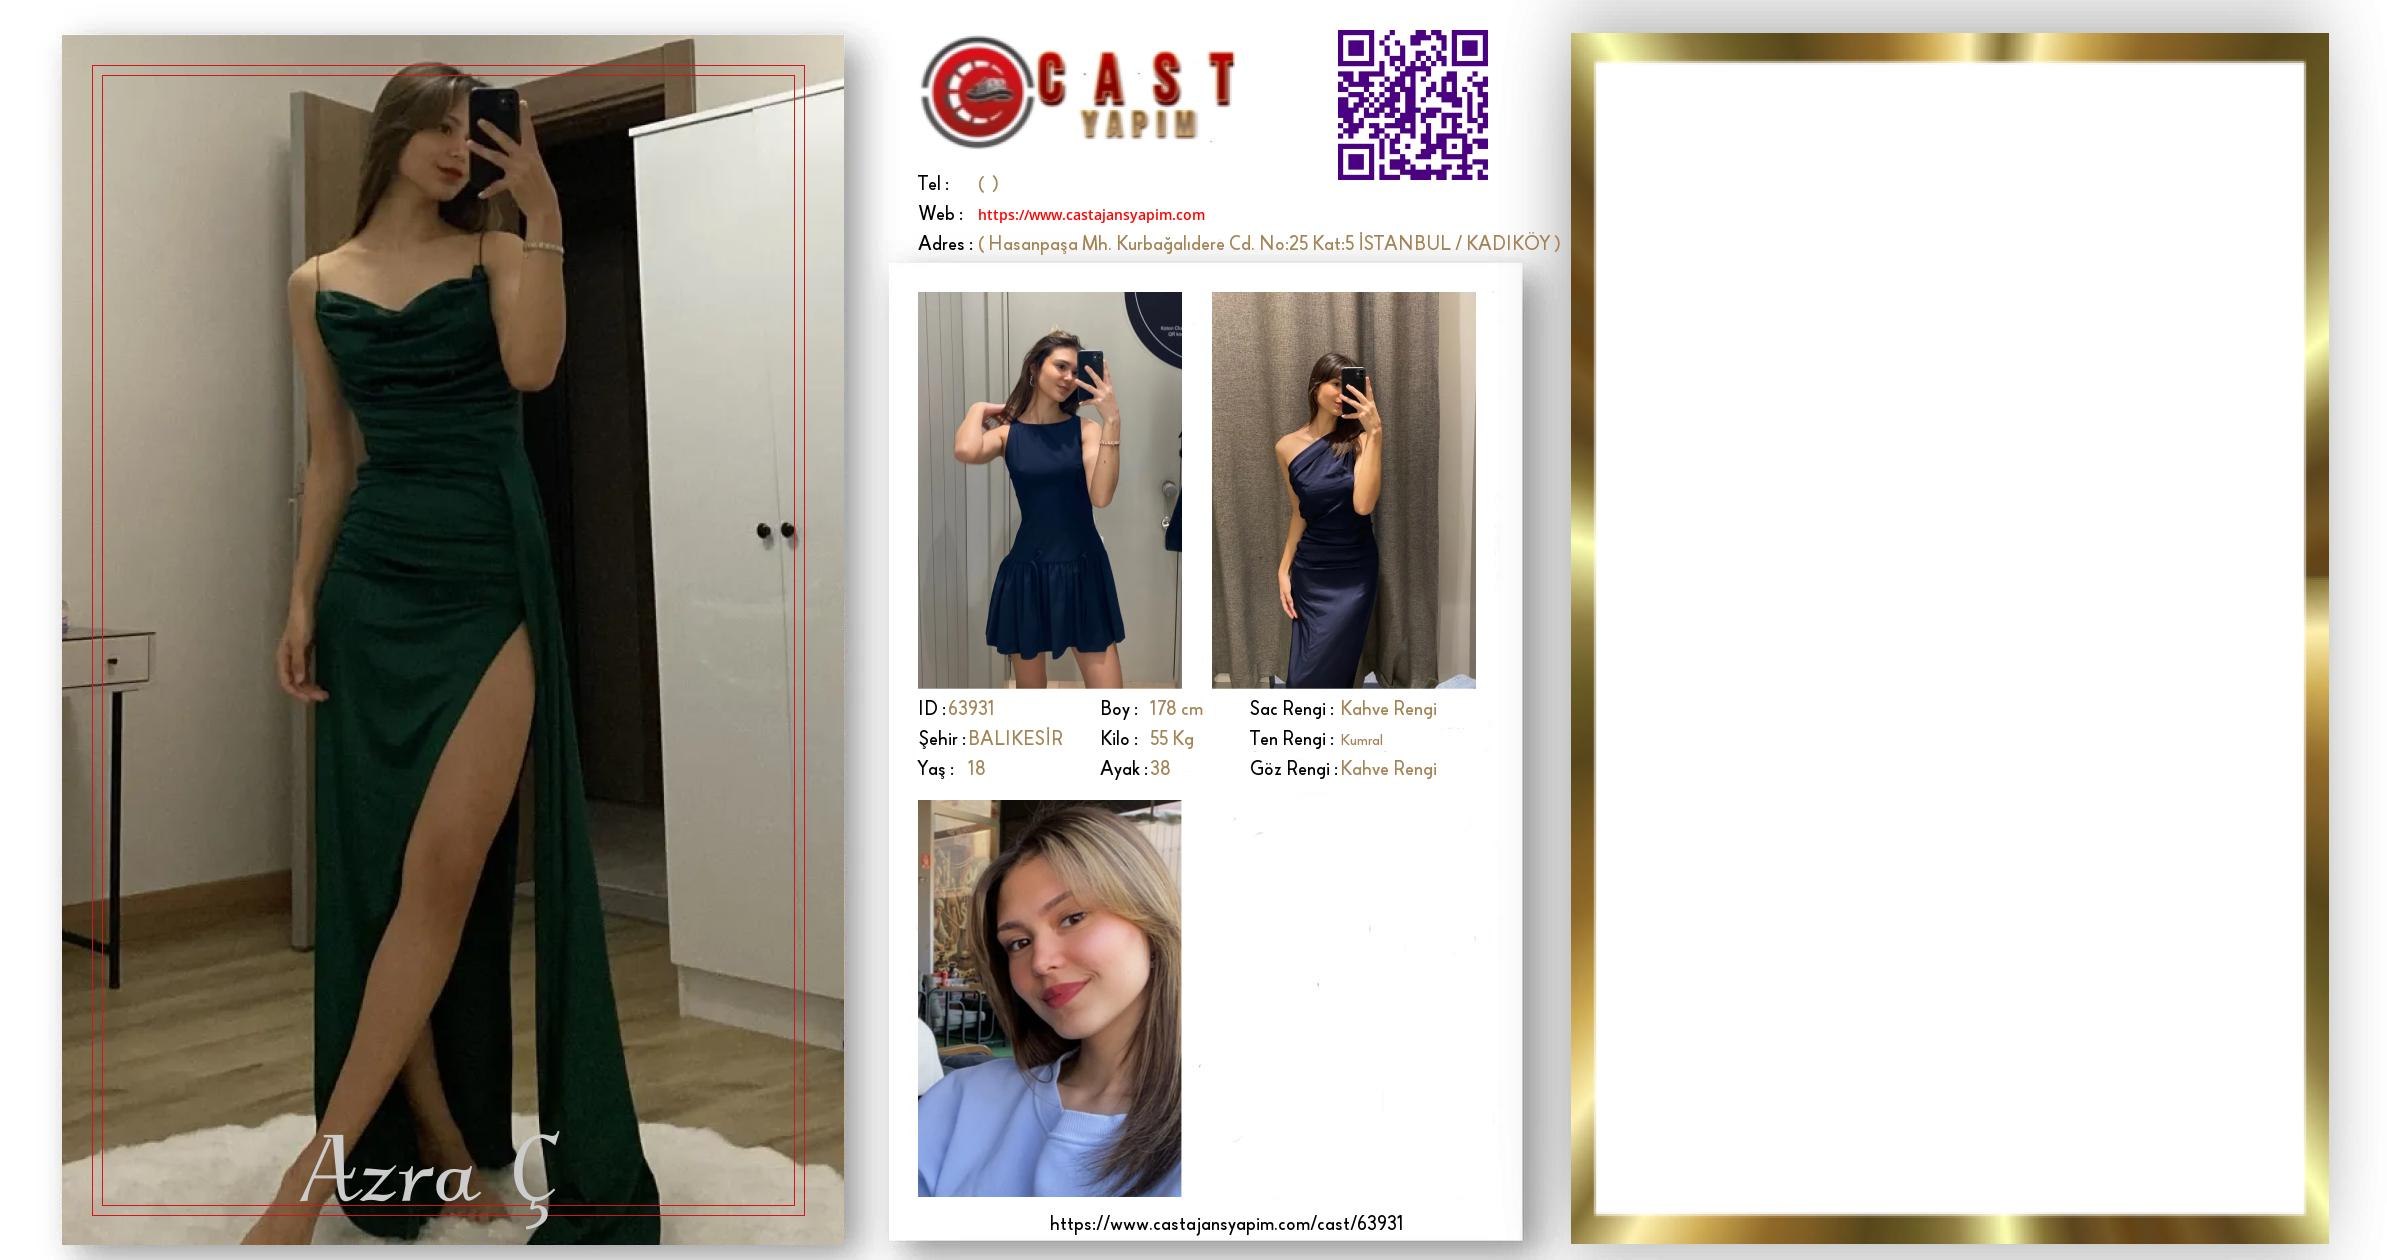 Azra Ç
CAST
YAPIM
Tel : ( )
Web : https://www.castajansyapim.com
Adres : ( Hasanpaşa Mh. Kurbağalıdere Cd. No:25 Kat:5 İSTANBUL / KADIKÖY )
ID : 63931 Boy : 178 cm Sac Rengi : Kahve Rengi
Şehir : BALIKESİR Kilo : 55 Kg Ten Rengi : Kumral
Yaş : 18 Ayak : 38 Göz Rengi : Kahve Rengi
https://www.castajansyapim.com/cast/63931